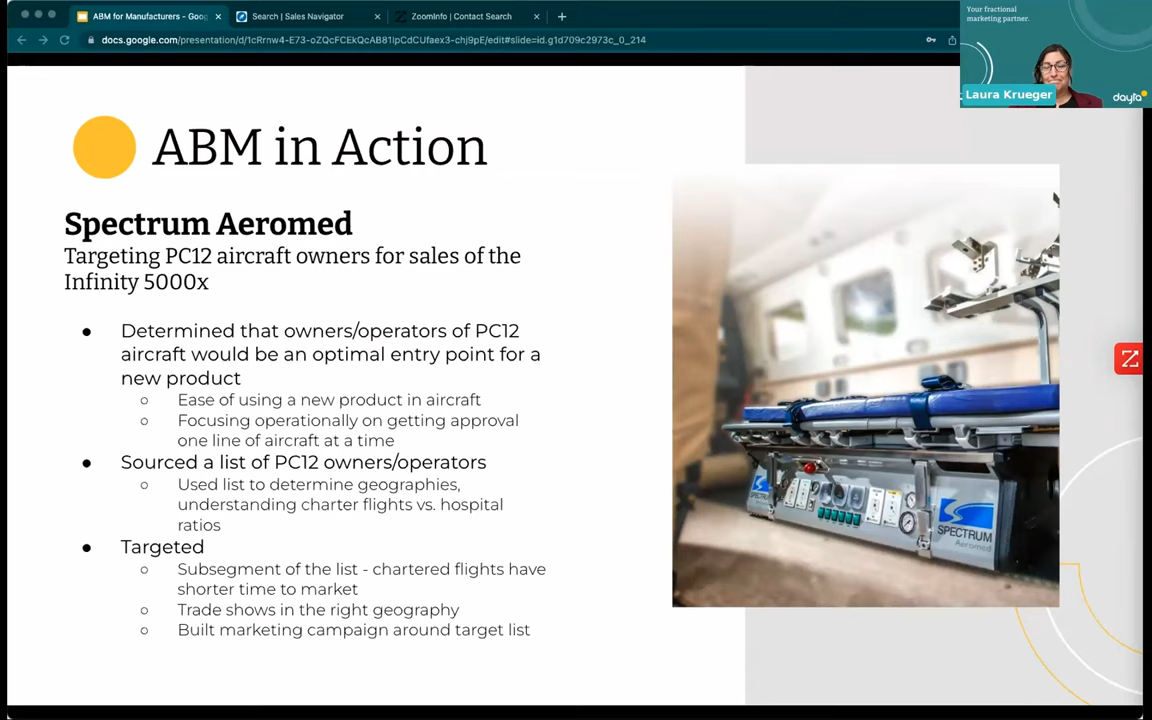 ABM for Manufacturers - Goog
Search | Sales Navigator
ZoomInfo | Contact Search
docs.google.com/presentation/d/1cRrnw4-E73-oZQcFCEkQcAB81lpCdCUfaex3-chj9pE/edit#slide=id.g1d709c2973c_0_214
Your fractional
marketing partner.
Laura Krueger
dayta
ABM in Action
Spectrum Aeromed
Targeting PC12 aircraft owners for sales of the
Infinity 5000x
● Determined that owners/operators of PC12
aircraft would be an optimal entry point for a
new product
○ Ease of using a new product in aircraft
○ Focusing operationally on getting approval
one line of aircraft at a time
● Sourced a list of PC12 owners/operators
○ Used list to determine geographies,
understanding charter flights vs. hospital
ratios
● Targeted
○ Subsegment of the list - chartered flights have
shorter time to market
○ Trade shows in the right geography
○ Built marketing campaign around target list
SPECTRUM
SPECTRUM
Aeromed